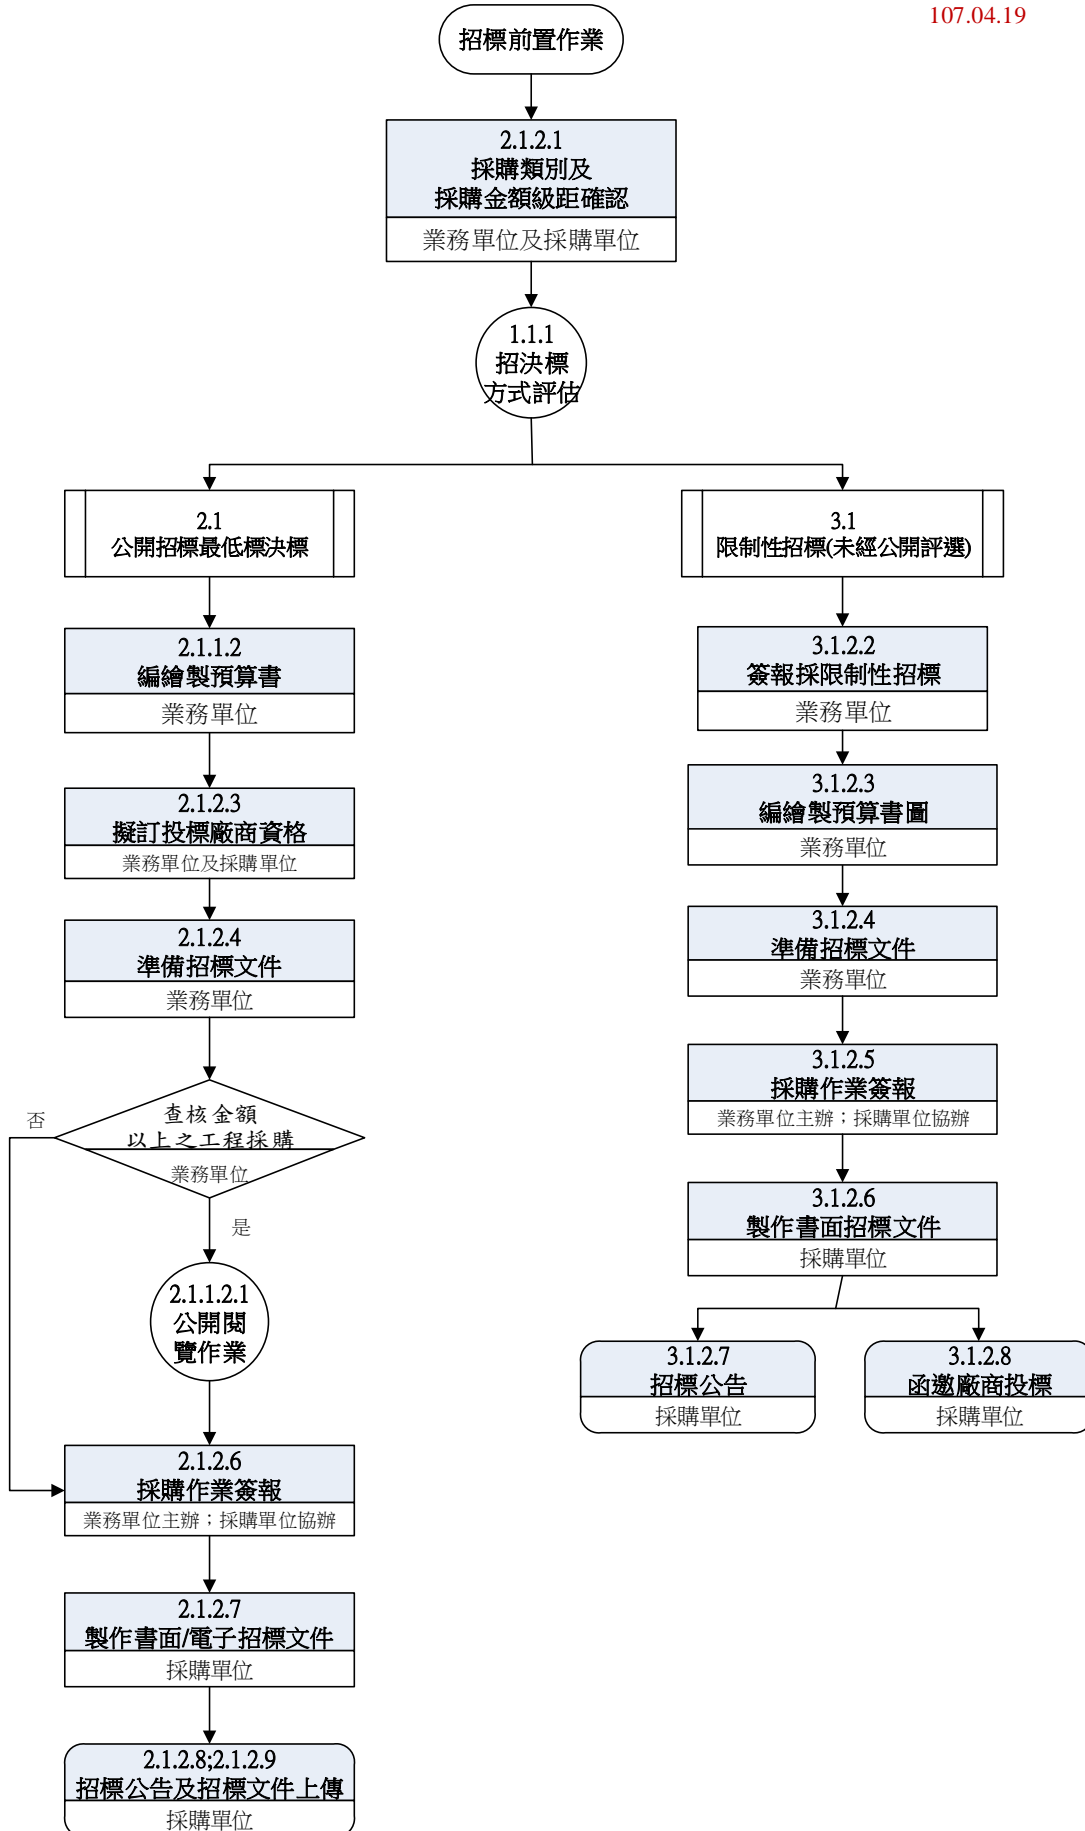 107.04.19
招標前置作業
2.1.2.1
採購類別及
採購金額級距確認
業務單位及採購單位
1.1.1
招決標
方式評估
2.1
公開招標最低標決標
2.1.1.2
編繪製預算書
業務單位
2.1.2.3
擬訂投標廠商資格
業務單位及採購單位
2.1.2.4
準備招標文件
業務單位
查核金額
以上之工程採購
業務單位
否
是
2.1.1.2.1
公開閱
覽作業
2.1.2.6
採購作業簽報
業務單位主辦；採購單位協辦
2.1.2.7
製作書面/電子招標文件
採購單位
2.1.2.8;2.1.2.9
招標公告及招標文件上傳
採購單位
3.1
限制性招標(未經公開評選)
3.1.2.2
簽報採限制性招標
業務單位
3.1.2.3
編繪製預算書圖
業務單位
3.1.2.4
準備招標文件
業務單位
3.1.2.5
採購作業簽報
業務單位主辦；採購單位協辦
3.1.2.6
製作書面招標文件
採購單位
3.1.2.7
招標公告
採購單位
3.1.2.8
函邀廠商投標
採購單位